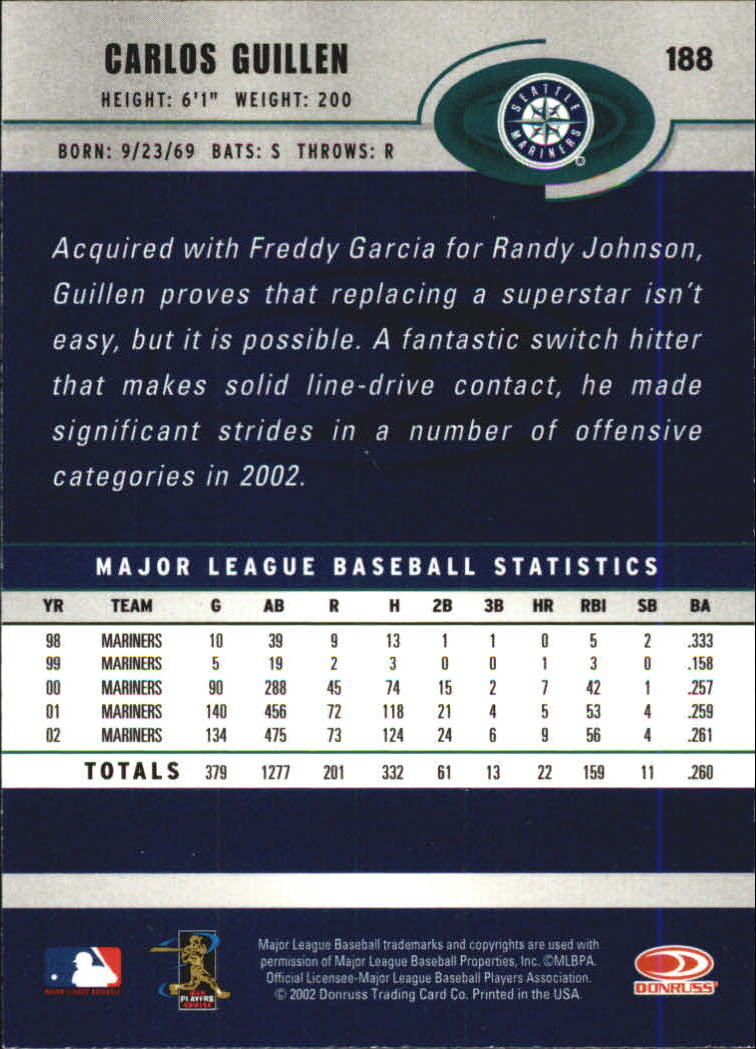 CARLOS GUILLEN
188
HEIGHT: 6'1" WEIGHT: 200
SEATTLE
MARINERS
®
BORN: 9/23/69 BATS: S THROWS: R
Acquired with Freddy Garcia for Randy Johnson,
Guillen proves that replacing a superstar isn't
easy, but it is possible. A fantastic switch hitter
that makes solid line-drive contact, he made
significant strides in a number of offensive
categories in 2002.
MAJOR LEAGUE BASEBALL STATISTICS
YR TEAM G AB R H 2B 3B HR RBI SB BA
98 MARINERS 10 39 9 13 1 1 0 5 2 .333
99 MARINERS 5 19 2 3 0 0 1 3 0 .158
00 MARINERS 90 288 45 74 15 2 7 42 1 .257
01 MARINERS 140 456 72 118 21 4 5 53 4 .259
02 MARINERS 134 475 73 124 24 6 9 56 4 .261
TOTALS 379 1277 201 332 61 13 22 159 11 .260
Major League Baseball trademarks and copyrights are used with
permission of Major League Baseball Properties, Inc. ©MLBPA.
Official Licensee-Major League Baseball Players Association.
© 2002 Donruss Trading Card Co. Printed in the USA.
PLAYERS
CHOICE
DONRUSS